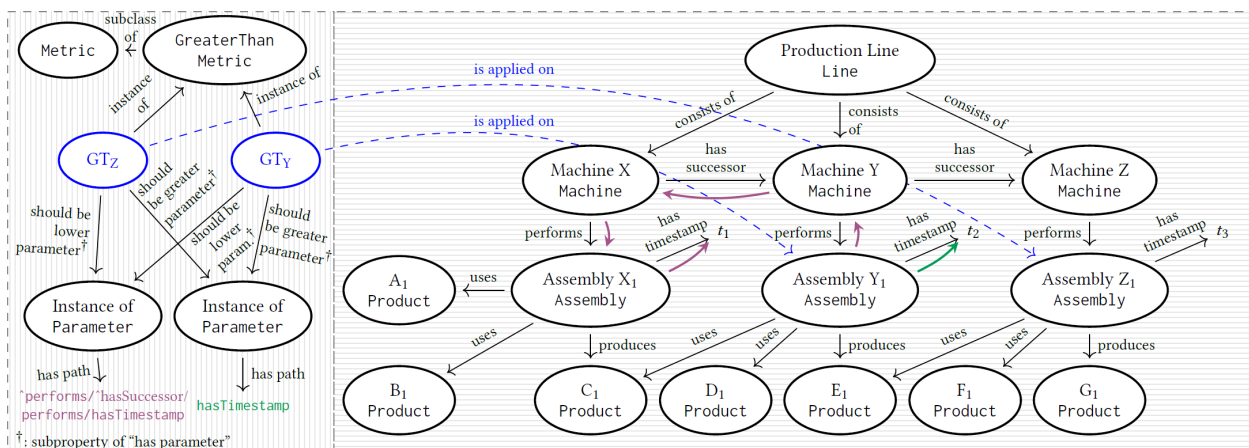 subclass
of
Metric
GreaterThan
Metric
instance
of
instance of
GT_Z
GT_Y
is applied on
is applied on
should be
lower
parameter†
should
be greater
parameter†
should be
lower
param.†
should
be greater
parameter†
Instance of
Parameter
Instance of
Parameter
has path
has path
^performs/^hasSuccessor/
performs/hasTimestamp
hasTimestamp
†: subproperty of “has parameter”
Production Line
Line
consists of
consists
of
consists of
Machine X
Machine
has
successor
Machine Y
Machine
has
successor
Machine Z
Machine
performs
has
timestamp
t₁
performs
has
timestamp
t₂
performs
has
timestamp
t₃
A₁
Product
uses
Assembly X₁
Assembly
Assembly Y₁
Assembly
Assembly Z₁
Assembly
uses
produces
uses
uses
produces
uses
uses
produces
B₁
Product
C₁
Product
D₁
Product
E₁
Product
F₁
Product
G₁
Product